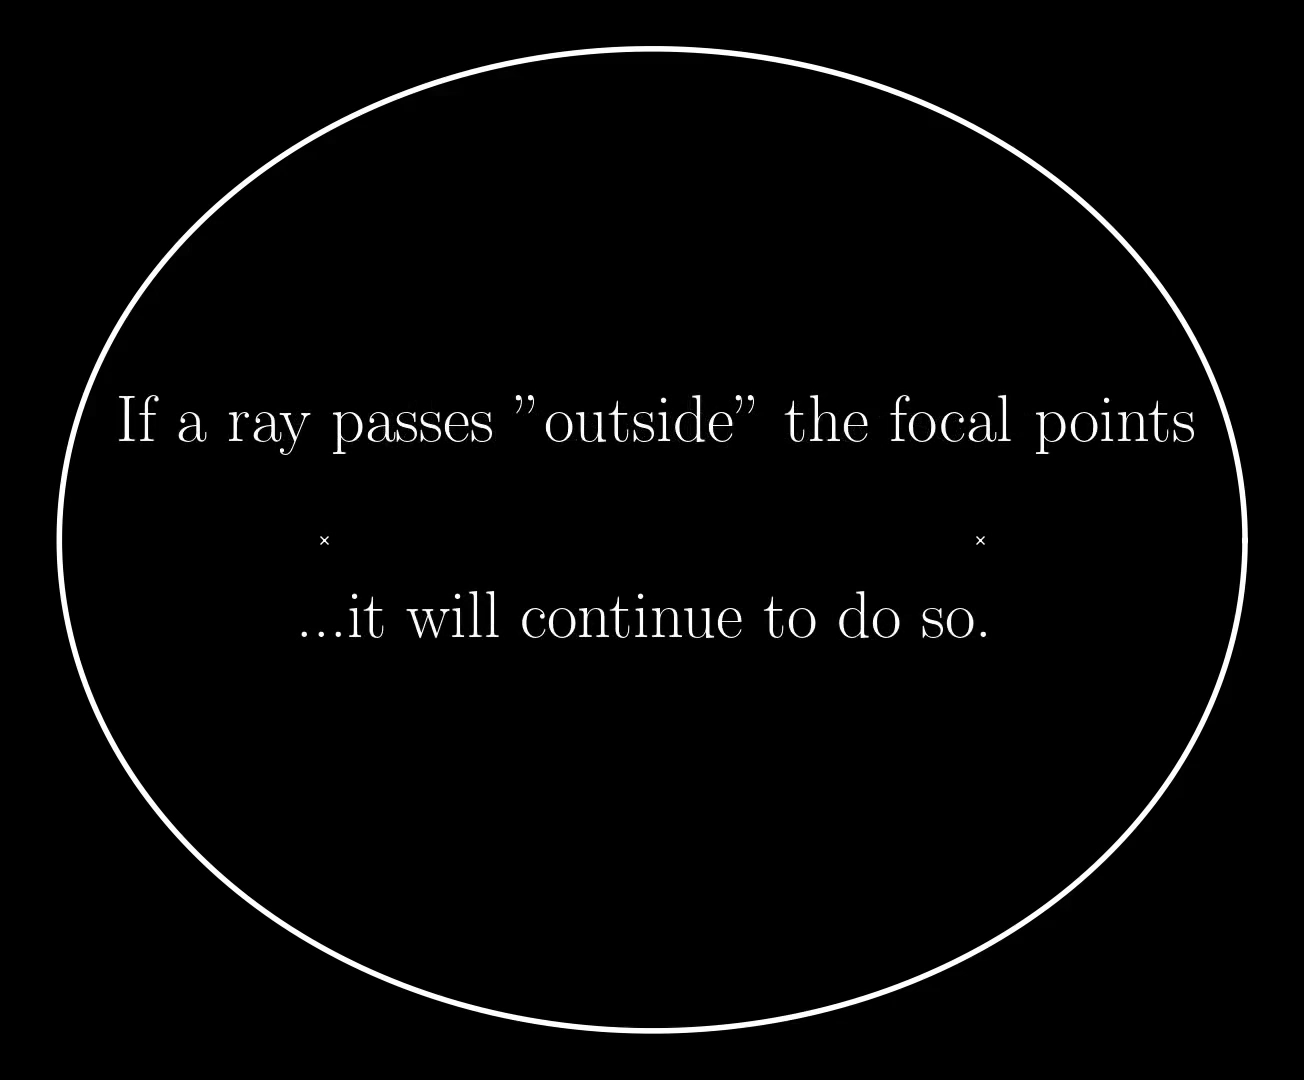 If a ray passes ”outside” the focal points
...it will continue to do so.